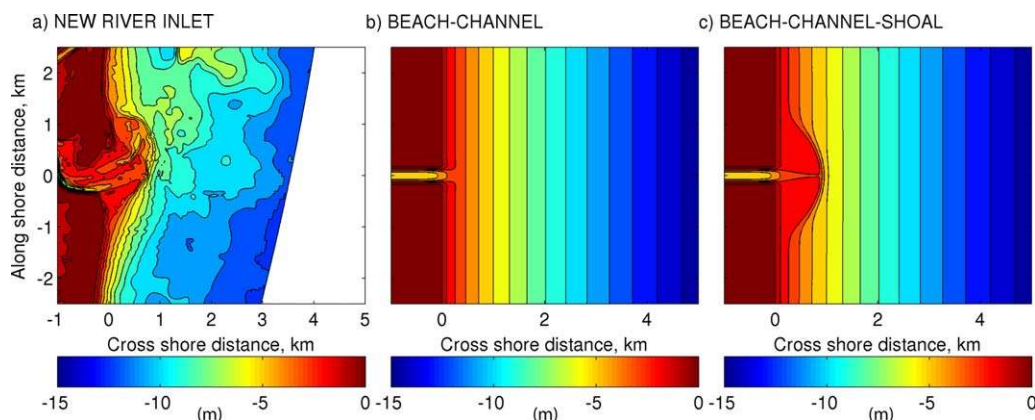 a) NEW RIVER INLET
b) BEACH-CHANNEL
c) BEACH-CHANNEL-SHOAL
Along shore distance, km
2
1
0
-1
-2
-1 0 1 2 3 4 5
0 2 4
0 2 4
Cross shore distance, km
Cross shore distance, km
Cross shore distance, km
-15 -10 -5 0
-15 -10 -5 0
-15 -10 -5 0
(m)
(m)
(m)